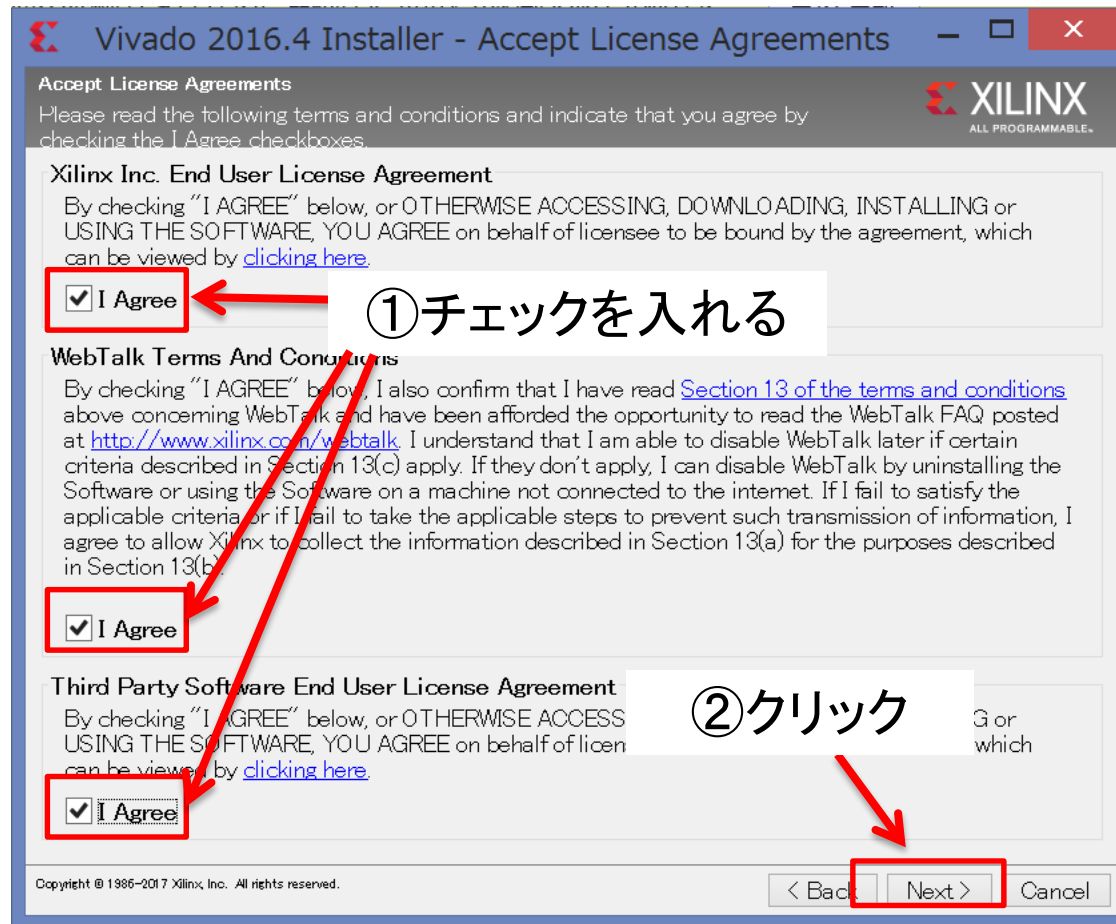 Vivado 2016.4 Installer - Accept License Agreements
Accept License Agreements
Please read the following terms and conditions and indicate that you agree by
checking the I Agree checkboxes.
XILINX
ALL PROGRAMMABLE.
Xilinx Inc. End User License Agreement
By checking "I AGREE" below, or OTHERWISE ACCESSING, DOWNLOADING, INSTALLING or
USING THE SOFTWARE, YOU AGREE on behalf of licensee to be bound by the agreement, which
can be viewed by clicking here.
I Agree
①チェックを入れる
WebTalk Terms And Conditions
By checking "I AGREE" below, I also confirm that I have read Section 13 of the terms and conditions
above concerning WebTalk and have been afforded the opportunity to read the WebTalk FAQ posted
at http://www.xilinx.com/webtalk. I understand that I am able to disable WebTalk later if certain
criteria described in Section 13(c) apply. If they don't apply, I can disable WebTalk by uninstalling the
Software or using the Software on a machine not connected to the internet. If I fail to satisfy the
applicable criteria or if I fail to take the applicable steps to prevent such transmission of information, I
agree to allow Xilinx to collect the information described in Section 13(a) for the purposes described
in Section 13(b).
I Agree
Third Party Software End User License Agreement
By checking "I AGREE" below, or OTHERWISE ACCESS G or
USING THE SOFTWARE, YOU AGREE on behalf of licen which
can be viewed by clicking here.
②クリック
I Agree
Copyright © 1986-2017 Xilinx, Inc. All rights reserved.
< Back Next > Cancel